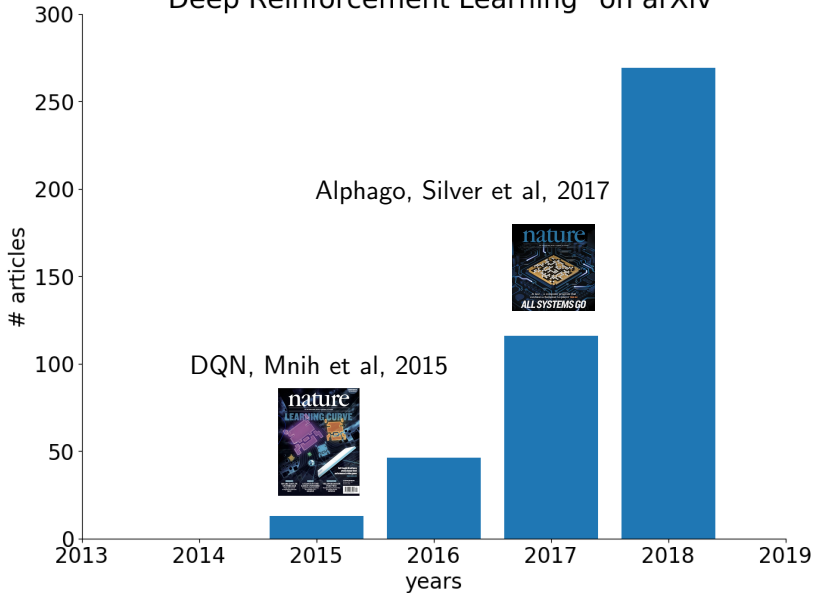 Deep Reinforcement Learning" on arXiv
300
250
200
150
100
50
0
# articles
Alphago, Silver et al, 2017
nature
ALL SYSTEMS GO
DQN, Mnih et al, 2015
nature
LEARNING CURVE
2013 2014 2015 2016 2017 2018 2019
years